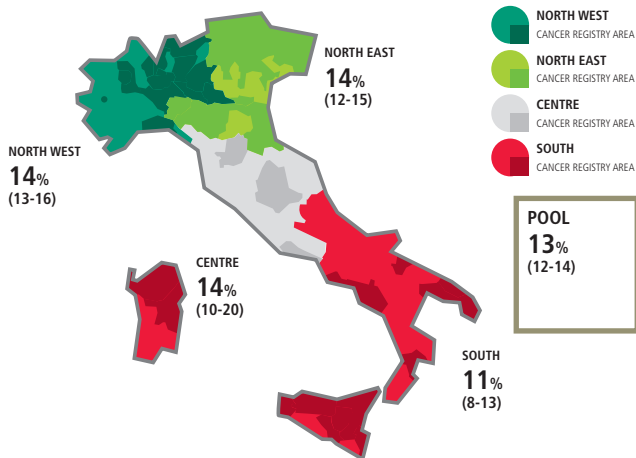 NORTH WEST
CANCER REGISTRY AREA
NORTH EAST
CANCER REGISTRY AREA
CENTRE
CANCER REGISTRY AREA
SOUTH
CANCER REGISTRY AREA
NORTH EAST
14%
(12-15)
NORTH WEST
14%
(13-16)
POOL
13%
(12-14)
CENTRE
14%
(10-20)
SOUTH
11%
(8-13)